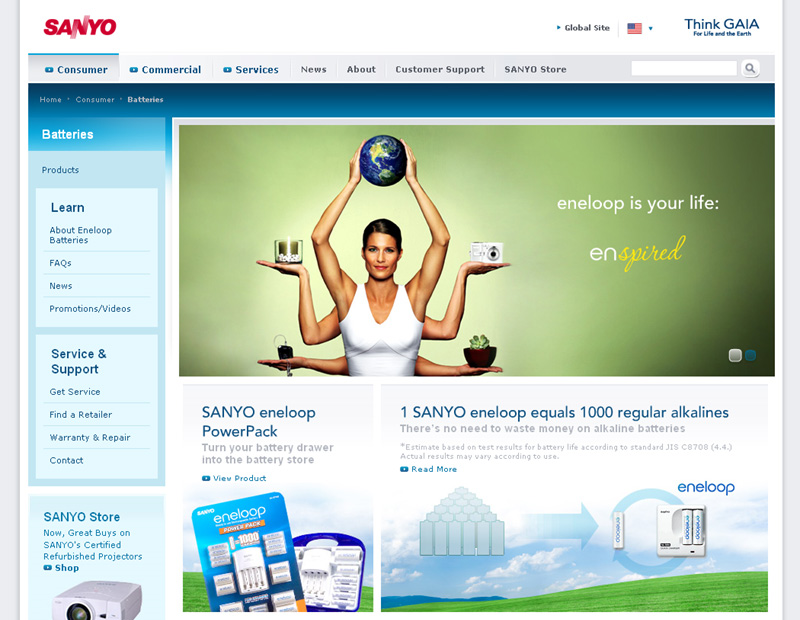 SANYO
Global Site
Think GAIA
For Life and the Earth
Consumer
Commercial
Services
News
About
Customer Support
SANYO Store
Home · Consumer · Batteries
Batteries
Products
Learn
About Eneloop
Batteries
FAQs
News
Promotions/Videos
Service &
Support
Get Service
Find a Retailer
Warranty & Repair
Contact
SANYO Store
Now, Great Buys on
SANYO's Certified
Refurbished Projectors
Shop
eneloop is your life:
enspired
SANYO eneloop
PowerPack
Turn your battery drawer
into the battery store
View Product
SANYO
eneloop
POWER PACK
1=1000
1 SANYO eneloop equals 1000 regular alkalines
There's no need to waste money on alkaline batteries
*Estimate based on test results for battery life according to standard JIS C8708 (4.4.)
Actual results may vary according to use.
Read More
eneloop
eneloop
eneloop
eneloop